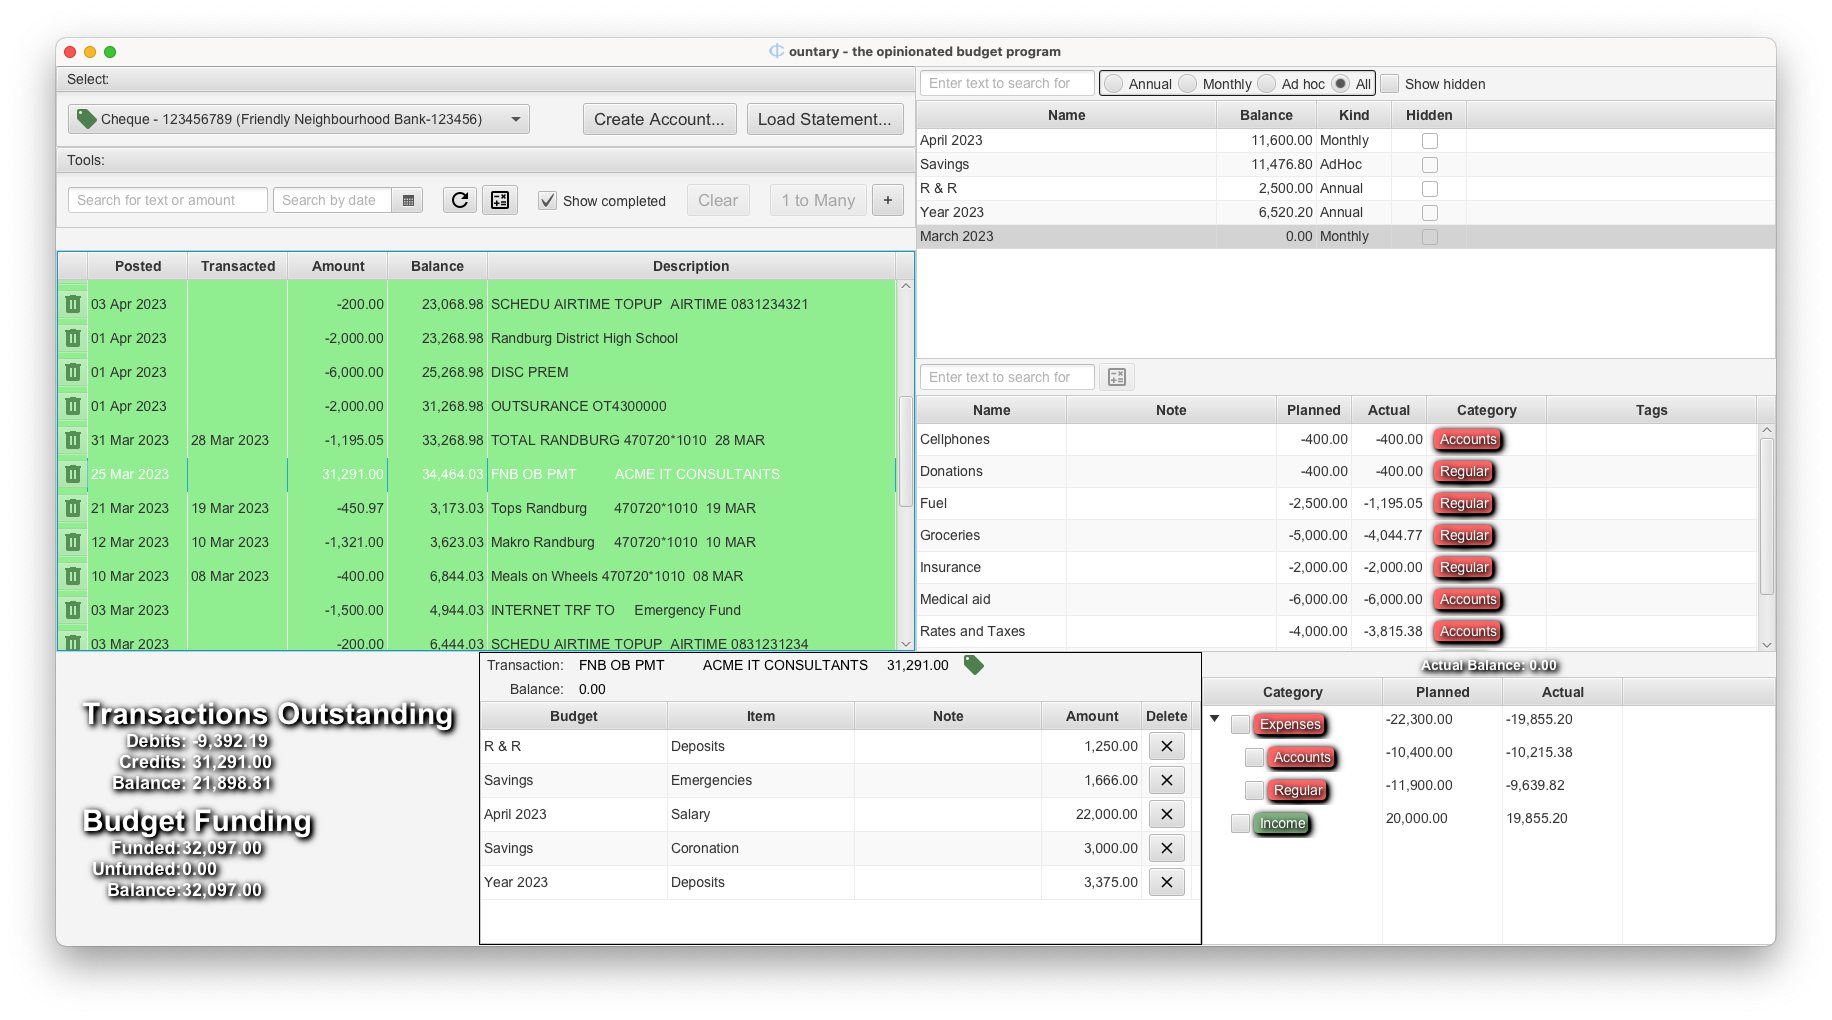 ountary - the opinionated budget program
Select:
Cheque - 123456789 (Friendly Neighbourhood Bank-123456)
Create Account...
Load Statement...
Tools:
Search for text or amount
Search by date
Show completed
Clear
1 to Many
+
Posted Transacted Amount Balance Description
03 Apr 2023 -200.00 23,068.98 SCHEDU AIRTIME TOPUP AIRTIME 0831234321
01 Apr 2023 -2,000.00 23,268.98 Randburg District High School
01 Apr 2023 -6,000.00 25,268.98 DISC PREM
01 Apr 2023 -2,000.00 31,268.98 OUTSURANCE OT4300000
31 Mar 2023 28 Mar 2023 -1,195.05 33,268.98 TOTAL RANDBURG 470720*1010 28 MAR
25 Mar 2023 31,291.00 34,464.03 FNB OB PMT ACME IT CONSULTANTS
21 Mar 2023 19 Mar 2023 -450.97 3,173.03 Tops Randburg 470720*1010 19 MAR
12 Mar 2023 10 Mar 2023 -1,321.00 3,623.03 Makro Randburg 470720*1010 10 MAR
10 Mar 2023 08 Mar 2023 -400.00 6,844.03 Meals on Wheels 470720*1010 08 MAR
03 Mar 2023 -1,500.00 4,944.03 INTERNET TRF TO Emergency Fund
03 Mar 2023 -200.00 6,444.03 SCHEDU AIRTIME TOPUP AIRTIME 0831231234
Enter text to search for
Annual Monthly Ad hoc All
Show hidden
Name Balance Kind Hidden
April 2023 11,600.00 Monthly
Savings 11,476.80 AdHoc
R & R 2,500.00 Annual
Year 2023 6,520.20 Annual
March 2023 0.00 Monthly
Enter text to search for
Name Note Planned Actual Category Tags
Cellphones -400.00 -400.00 Accounts
Donations -400.00 -400.00 Regular
Fuel -2,500.00 -1,195.05 Regular
Groceries -5,000.00 -4,044.77 Regular
Insurance -2,000.00 -2,000.00 Regular
Medical aid -6,000.00 -6,000.00 Accounts
Rates and Taxes -4,000.00 -3,815.38 Accounts
Transactions Outstanding
Debits: -9,392.19
Credits: 31,291.00
Balance: 21,898.81
Budget Funding
Funded:32,097.00
Unfunded:0.00
Balance:32,097.00
Transaction: FNB OB PMT ACME IT CONSULTANTS 31,291.00
Balance: 0.00
Budget Item Note Amount Delete
R & R Deposits 1,250.00
Savings Emergencies 1,666.00
April 2023 Salary 22,000.00
Savings Coronation 3,000.00
Year 2023 Deposits 3,375.00
Actual Balance: 0.00
Category Planned Actual
Expenses -22,300.00 -19,855.20
Accounts -10,400.00 -10,215.38
Regular -11,900.00 -9,639.82
Income 20,000.00 19,855.20